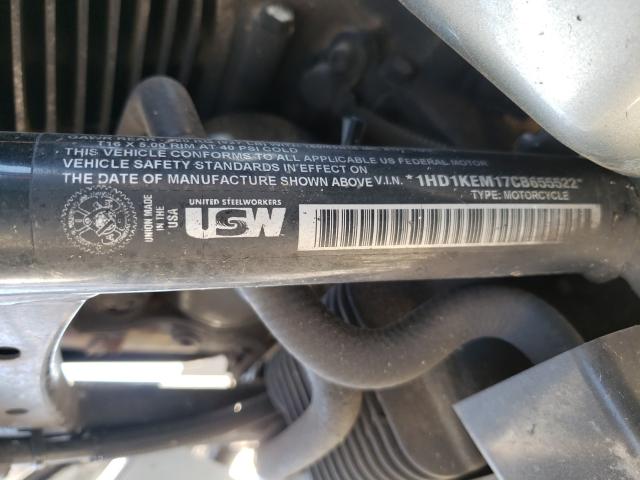 T16 X 5.00 RIM AT 40 PSI COLD
THIS VEHICLE CONFORMS TO ALL APPLICABLE US FEDERAL MOTOR
VEHICLE SAFETY STANDARDS IN EFFECT ON
THE DATE OF MANUFACTURE SHOWN ABOVE V.I.N. *1HD1KEM17CB655522*
TYPE: MOTORCYCLE
UNION MADE
IN THE
USA
UNITED STEELWORKERS
USW